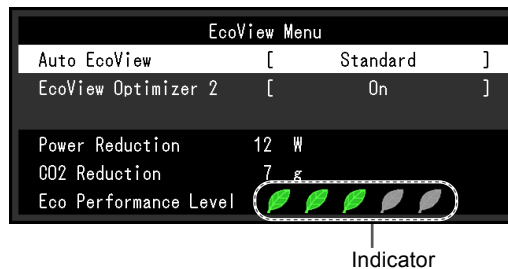 EcoView Menu
Auto EcoView [ Standard ]
EcoView Optimizer 2 [ On ]
Power Reduction 12 W
CO2 Reduction 7 g
Eco Performance Level
Indicator